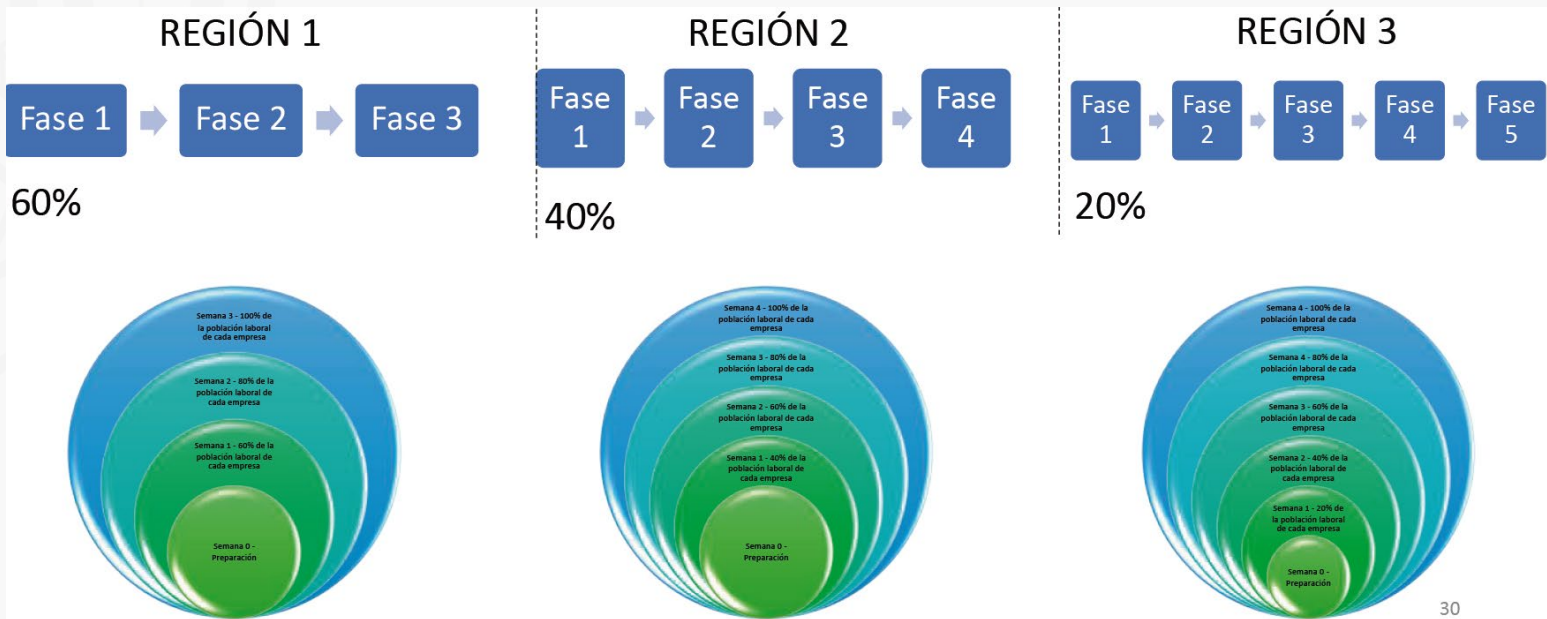 REGIÓN 1
Fase 1
Fase 2
Fase 3
60%
Semana 3 - 100% de
la población laboral
de cada empresa
Semana 2 - 80% de la
población laboral de
cada empresa
Semana 1 - 60% de la
población laboral de
cada empresa
Semana 0 -
Preparación
REGIÓN 2
Fase
1
Fase
2
Fase
3
Fase
4
40%
Semana 4 - 100% de la
población laboral de cada
empresa
Semana 3 - 80% de la
población laboral de cada
empresa
Semana 2 - 60% de la
población laboral de cada
empresa
Semana 1 - 40% de la
población laboral de
cada empresa
Semana 0 -
Preparación
REGIÓN 3
Fase
1
Fase
2
Fase
3
Fase
4
Fase
5
20%
Semana 4 - 100% de la
población laboral de cada
empresa
Semana 4 - 80% de la
población laboral de cada
empresa
Semana 3 - 60% de la
población laboral de cada
empresa
Semana 2 - 40% de la
población laboral de
cada empresa
Semana 1 - 20% de
la población laboral
de cada empresa
Semana 0 -
Preparación
30